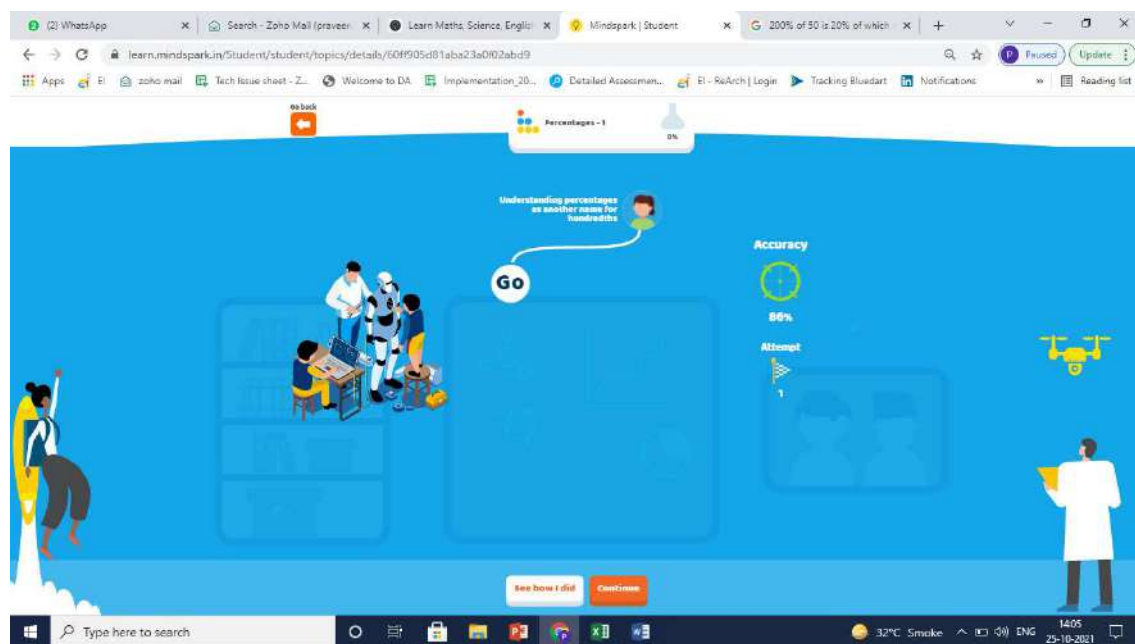 (2) WhatsApp
Search - Zoho Mail (praveen
Learn Maths, Science, Englis
Mindspark | Student
200% of 50 is 20% of which
learn.mindspark.in/Student/student/topics/details/60ff905d81aba23a0f02abd9
P
Paused
Update
Apps
EI
zoho mail
Tech Issue sheet - Z...
Welcome to DA
Implementation_20...
Detailed Assessmen...
EI - ReArch | Login
Tracking Bluedart
Notifications
»
Reading list
Go back
Percentages - 1
0%
Understanding percentages
as another name for
hundredths
Go
Accuracy
86%
Attempt
1
See how I did
Continue
Type here to search
32°C Smoke
ENG
14:05
25-10-2021